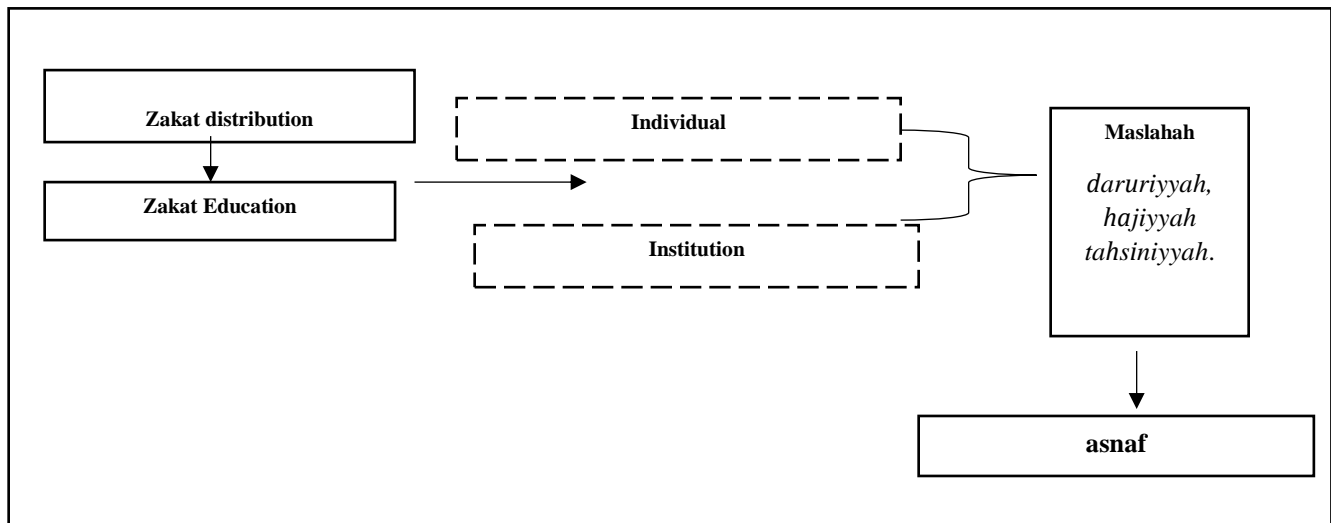 Zakat distribution
Zakat Education
Individual
Institution
Maslahah
daruriyyah,
hajiyyah
tahsiniyyah.
asnaf